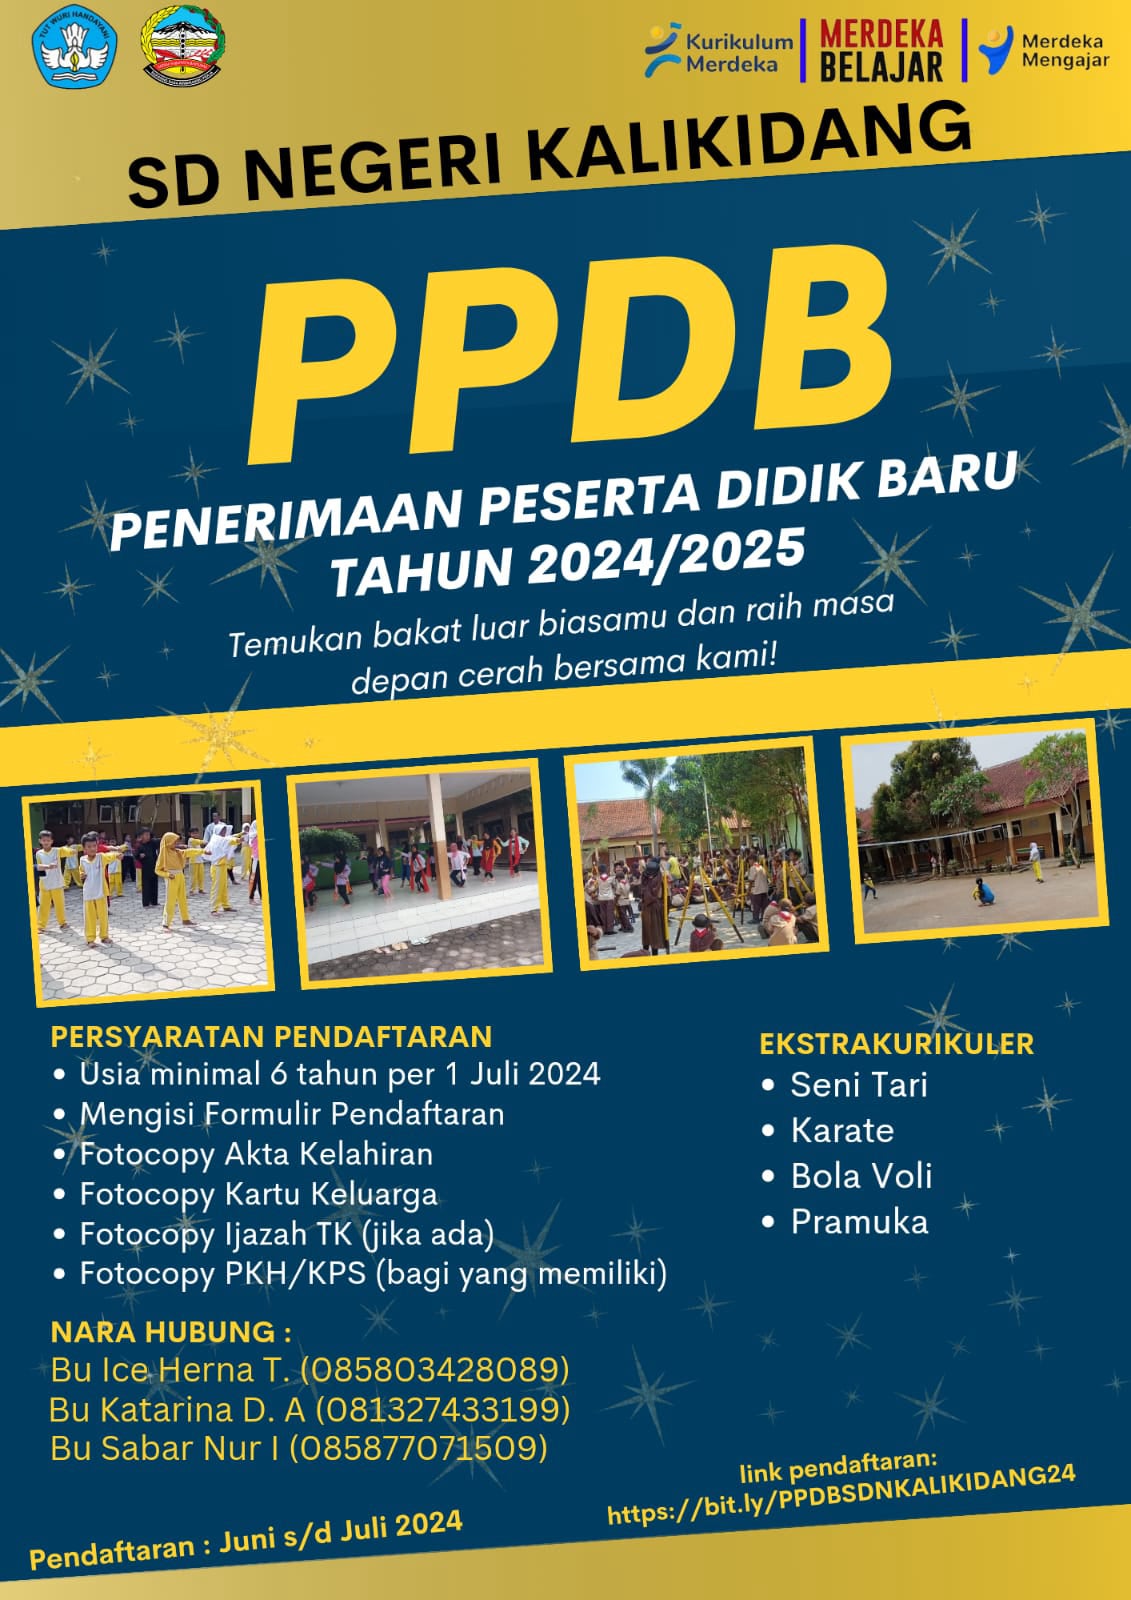 TUT WURI HANDAYANI
Kurikulum
Merdeka
MERDEKA
BELAJAR
Merdeka
Mengajar
SD NEGERI KALIKIDANG
PPDB
PENERIMAAN PESERTA DIDIK BARU
TAHUN 2024/2025
Temukan bakat luar biasamu dan raih masa
depan cerah bersama kami!
PERSYARATAN PENDAFTARAN
• Usia minimal 6 tahun per 1 Juli 2024
• Mengisi Formulir Pendaftaran
• Fotocopy Akta Kelahiran
• Fotocopy Kartu Keluarga
• Fotocopy Ijazah TK (jika ada)
• Fotocopy PKH/KPS (bagi yang memiliki)
EKSTRAKURIKULER
• Seni Tari
• Karate
• Bola Voli
• Pramuka
NARA HUBUNG :
Bu Ice Herna T. (085803428089)
Bu Katarina D. A (081327433199)
Bu Sabar Nur I (085877071509)
link pendaftaran:
https://bit.ly/PPDBSDNKALIKIDANG24
Pendaftaran : Juni s/d Juli 2024